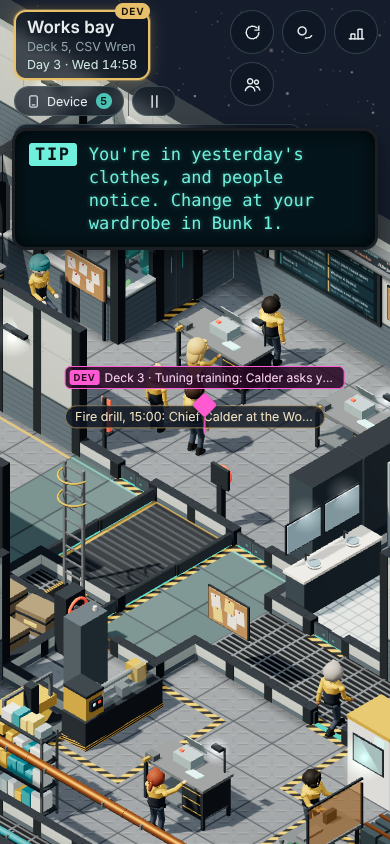 DEV
Works bay
Deck 5, CSV Wren
Day 3 · Wed 14:58
Device 5
TIP You're in yesterday's
clothes, and people
notice. Change at your
wardrobe in Bunk 1.
DEV Deck 3 · Tuning training: Calder asks y...
Fire drill, 15:00: Chief Calder at the Wo...